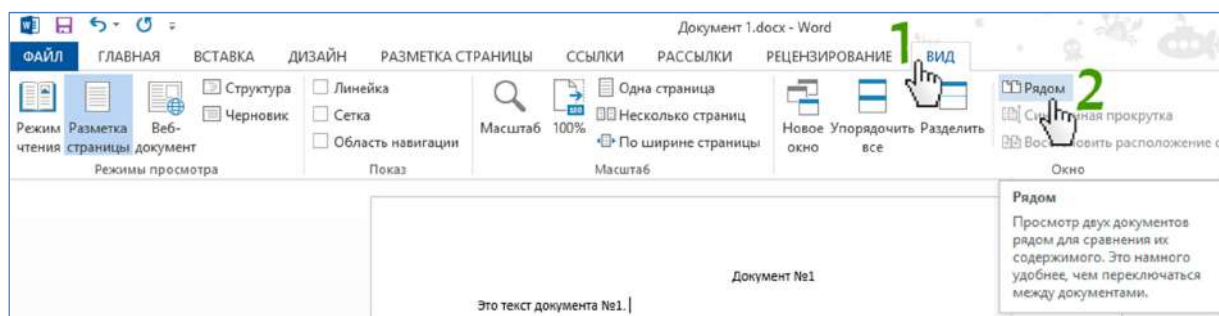 Документ 1.docx - Word
ФАЙЛ ГЛАВНАЯ ВСТАВКА ДИЗАЙН РАЗМЕТКА СТРАНИЦЫ ССЫЛКИ РАССЫЛКИ РЕЦЕНЗИРОВАНИЕ 1 ВИД
Режим чтения
Разметка страницы
Веб-документ
Структура
Черновик
Режимы просмотра
Линейка
Сетка
Область навигации
Показ
Масштаб
100%
Одна страница
Несколько страниц
По ширине страницы
Масштаб
Новое окно
Упорядочить все
Разделить
Рядом 2
прокрутка
расположение
Окно
Рядом
Просмотр двух документов
рядом для сравнения их
содержимого. Это намного
удобнее, чем переключаться
между документами.
Документ №1
Это текст документа №1.